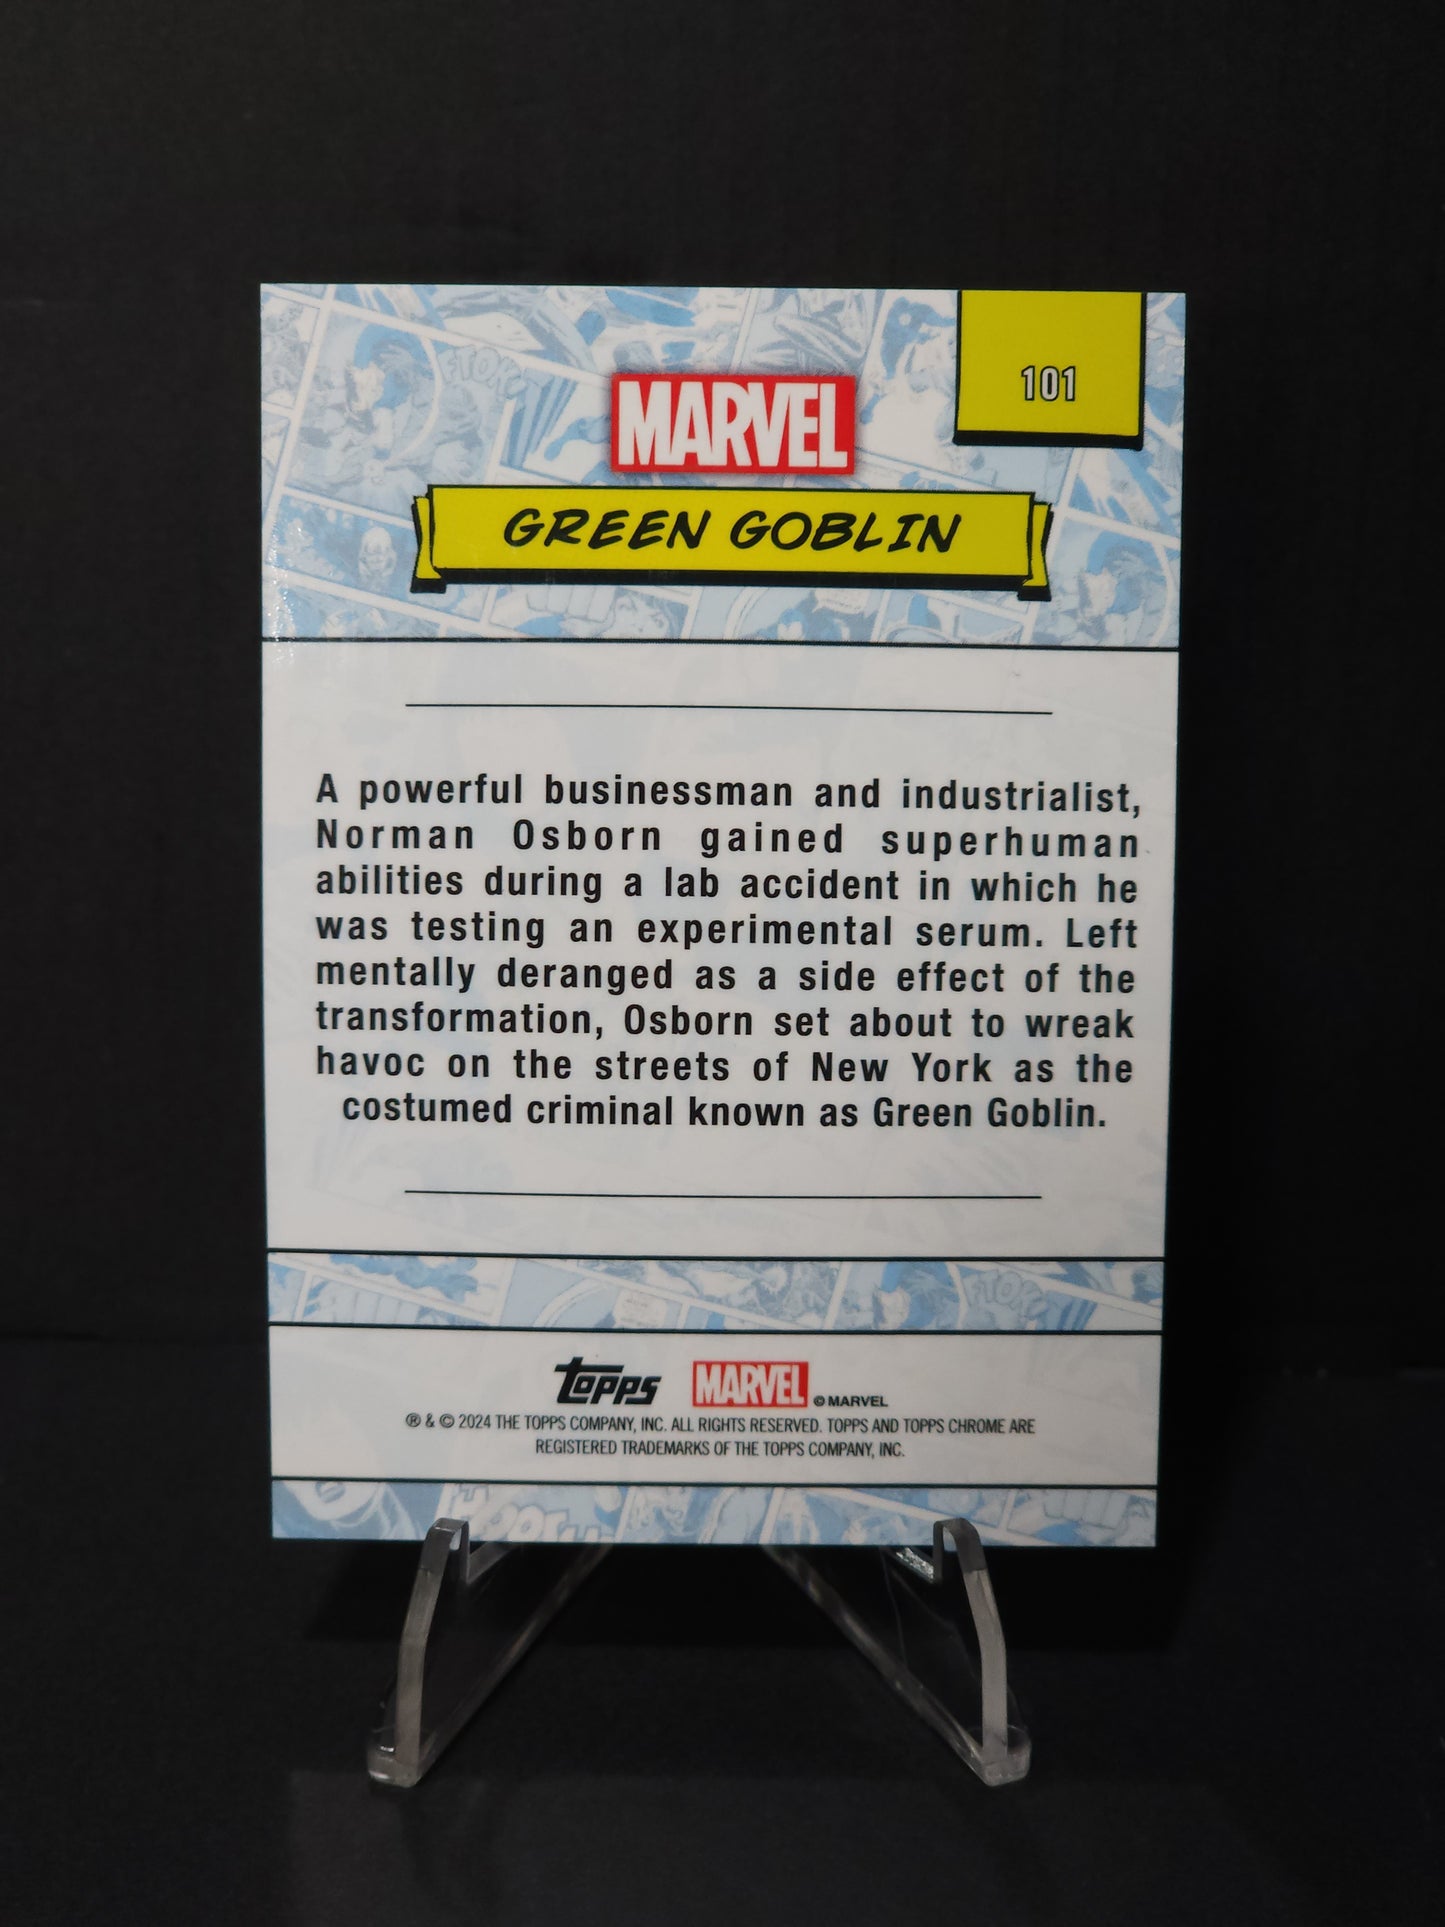 101
MARVEL
GREEN GOBLIN
A powerful businessman and industrialist,
Norman Osborn gained superhuman
abilities during a lab accident in which he
was testing an experimental serum. Left
mentally deranged as a side effect of the
transformation, Osborn set about to wreak
havoc on the streets of New York as the
costumed criminal known as Green Goblin.
topps MARVEL © MARVEL
® & © 2024 THE TOPPS COMPANY, INC. ALL RIGHTS RESERVED. TOPPS AND TOPPS CHROME ARE
REGISTERED TRADEMARKS OF THE TOPPS COMPANY, INC.